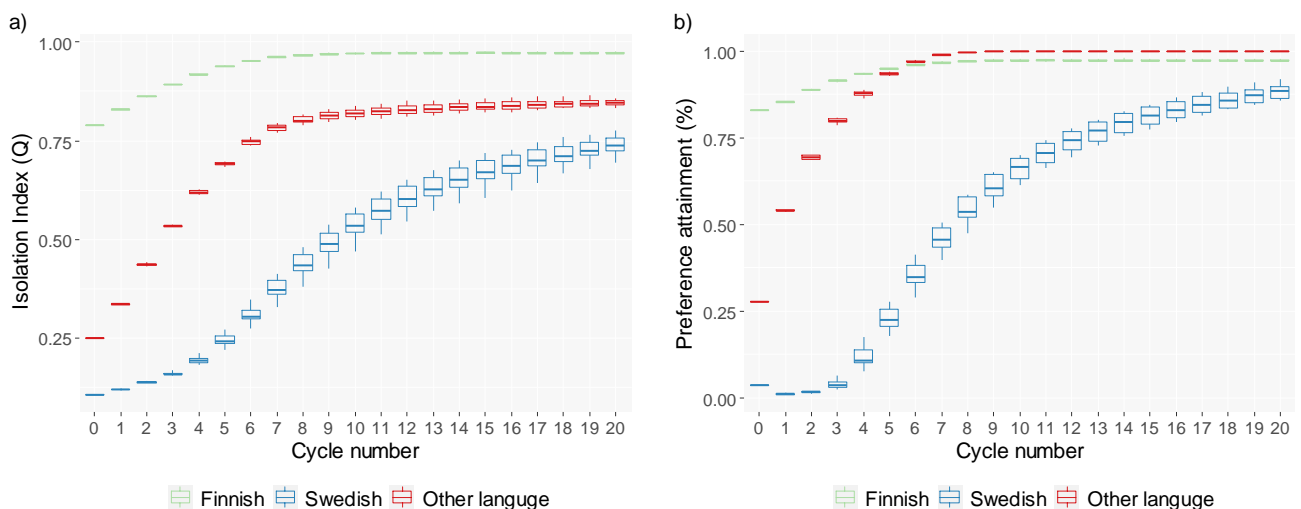 a)
Isolation Index (Q)
1.00
0.75
0.50
0.25
0 1 2 3 4 5 6 7 8 9 10 11 12 13 14 15 16 17 18 19 20
Cycle number
Finnish Swedish Other languge
b)
Preference attainment (%)
1.00
0.75
0.50
0.25
0.00
0 1 2 3 4 5 6 7 8 9 10 11 12 13 14 15 16 17 18 19 20
Cycle number
Finnish Swedish Other languge